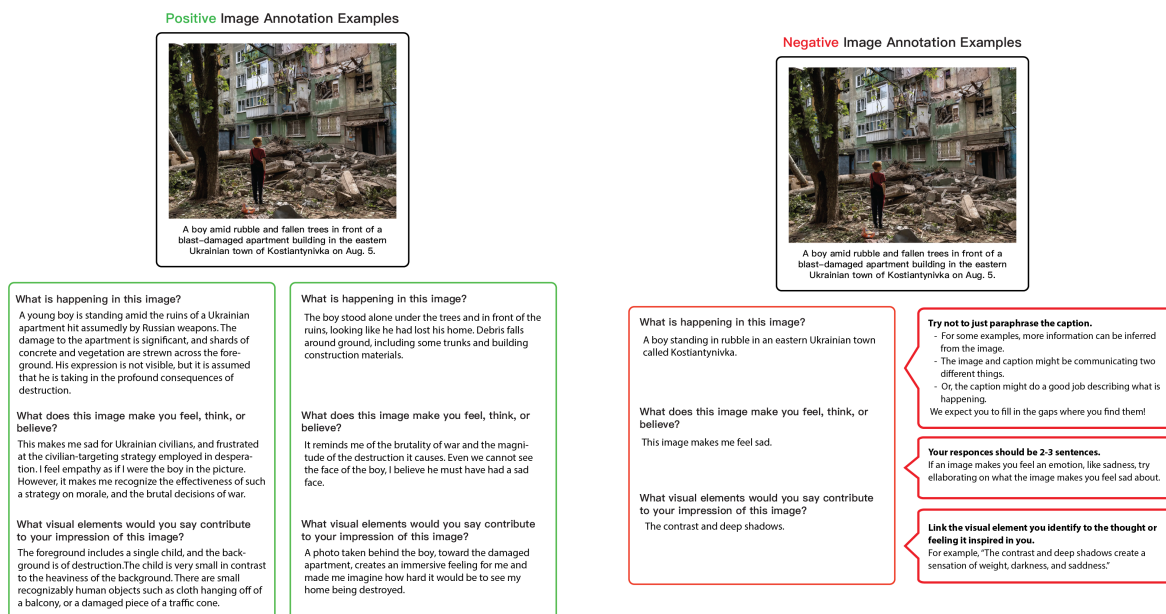 Positive Image Annotation Examples
A boy amid rubble and fallen trees in front of a
blast-damaged apartment building in the eastern
Ukrainian town of Kostiantynivka on Aug. 5.
What is happening in this image?
A young boy is standing amid the ruins of a Ukrainian
apartment hit assumedly by Russian weapons. The
damage to the apartment is significant, and shards of
concrete and vegetation are strewn across the fore-
ground. His expression is not visible, but it is assumed
that he is taking in the profound consequences of
destruction.
What does this image make you feel, think, or
believe?
This makes me sad for Ukrainian civilians, and frustrated
at the civilian-targeting strategy employed in despera-
tion. I feel empathy as if I were the boy in the picture.
However, it makes me recognize the effectiveness of such
a strategy on morale, and the brutal decisions of war.
What visual elements would you say contribute
to your impression of this image?
The foreground includes a single child, and the back-
ground is of destruction.The child is very small in contrast
to the heaviness of the background. There are small
recognizably human objects such as cloth hanging off of
a balcony, or a damaged piece of a traffic cone.
What is happening in this image?
The boy stood alone under the trees and in front of the
ruins, looking like he had lost his home. Debris falls
around ground, including some trunks and building
construction materials.
What does this image make you feel, think, or
believe?
It reminds me of the brutality of war and the magni-
tude of the destruction it causes. Even we cannot see
the face of the boy, I believe he must have had a sad
face.
What visual elements would you say contribute
to your impression of this image?
A photo taken behind the boy, toward the damaged
apartment, creates an immersive feeling for me and
made me imagine how hard it would be to see my
home being destroyed.
Negative Image Annotation Examples
A boy amid rubble and fallen trees in front of a
blast-damaged apartment building in the eastern
Ukrainian town of Kostiantynivka on Aug. 5.
What is happening in this image?
A boy standing in rubble in an eastern Ukrainian town
called Kostiantynivka.
What does this image make you feel, think, or
believe?
This image makes me feel sad.
What visual elements would you say contribute
to your impression of this image?
The contrast and deep shadows.
Try not to just paraphrase the caption.
- For some examples, more information can be inferred
from the image.
- The image and caption might be communicating two
different things.
- Or, the caption might do a good job describing what is
happening.
We expect you to fill in the gaps where you find them!
Your responces should be 2-3 sentences.
If an image makes you feel an emotion, like sadness, try
ellaborating on what the image makes you feel sad about.
Link the visual element you identify to the thought or
feeling it inspired in you.
For example, "The contrast and deep shadows create a
sensation of weight, darkness, and saddness."